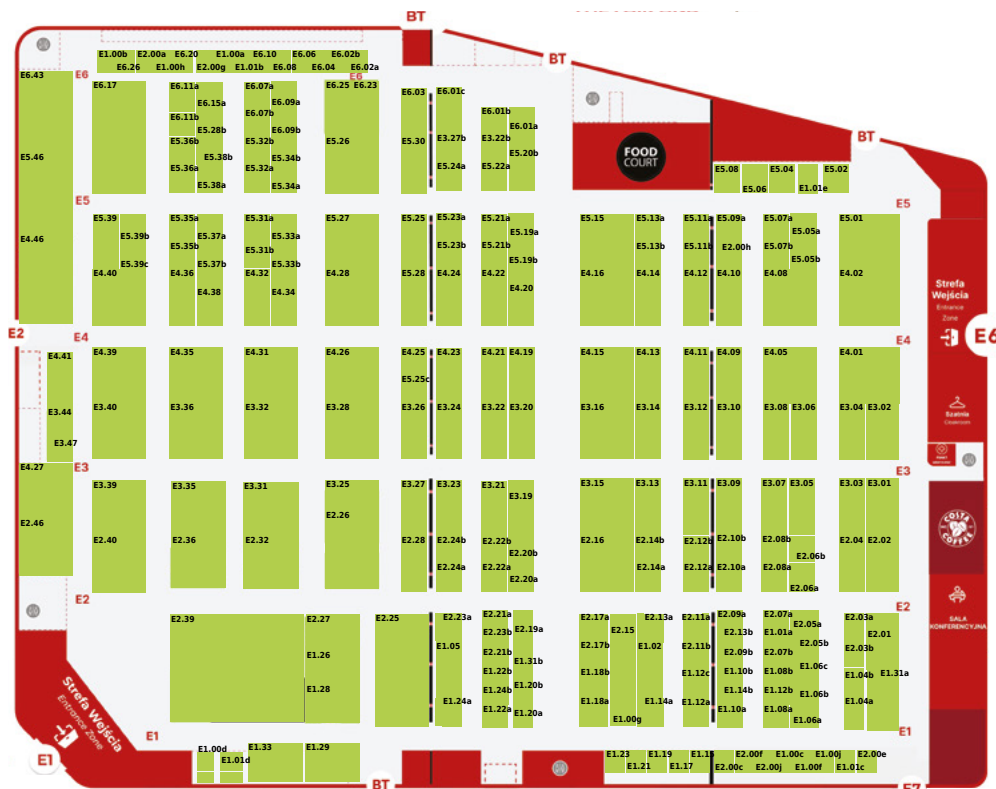 BT
BT
E1.00b E2.00a E6.20 E1.00a E6.10 E6.06 E6.02b
E6.26 E1.00h E2.00g E1.01b E6.08 E6.04 E6.02a
E6.43 E6 E6
E6.17 E6.11a E6.07a E6.25 E6.23 E6.03 E6.01c
E6.15a E6.09a
E6.11b E6.07b E6.01b
E5.28b E6.09b E6.01a
BT
E5.36b E5.32b E5.26 E5.30 E3.27b E3.22b
FOOD
COURT
E5.46 E5.38b E5.34b E5.20b
E5.36a E5.32a E5.24a E5.22a
E5.38a E5.34a
E5.08 E5.04 E5.02
E5.06 E1.01e
E5 E5
E5.39 E5.35a E5.31a E5.27 E5.25 E5.23a E5.21a E5.15 E5.13a E5.11a E5.09a E5.07a E5.01
E5.39b E5.37a E5.33a E5.19a E5.05a
E4.46 E5.35b E5.31b E5.23b E5.21b E5.13b E5.11b E2.00h E5.07b
E5.39c E5.37b E5.33b E5.19b E5.05b
E4.40 E4.36 E4.32 E4.28 E5.28 E4.24 E4.22 E4.16 E4.14 E4.12 E4.10 E4.08 E4.02
E4.38 E4.34 E4.20
Strefa
Wejścia
Entrance
Zone
E2 E4 E4 E6
E4.41 E4.39 E4.35 E4.31 E4.26 E4.25 E4.23 E4.21 E4.19 E4.15 E4.13 E4.11 E4.09 E4.05 E4.01
E5.25c
E3.44 E3.40 E3.36 E3.32 E3.28 E3.26 E3.24 E3.22 E3.20 E3.16 E3.14 E3.12 E3.10 E3.08 E3.06 E3.04 E3.02
Szatnia
Cloakroom
E3.47
E4.27 E3 E3
E3.39 E3.35 E3.31 E3.25 E3.27 E3.23 E3.21 E3.15 E3.13 E3.11 E3.09 E3.07 E3.05 E3.03 E3.01
E3.19
E2.46 E2.26
COSTA
COFFEE
E2.40 E2.36 E2.32 E2.28 E2.24b E2.22b E2.16 E2.14b E2.12b E2.10b E2.08b E2.04 E2.02
E2.20b E2.06b
E2.24a E2.22a E2.14a E2.12a E2.10a E2.08a
E2.20a E2.06a
E2 E2
SALA
KONFERENCYJNA
E2.39 E2.27 E2.25 E2.23a E2.21a E2.17a E2.13a E2.11a E2.09a E2.07a E2.03a
E2.23b E2.19a E2.15 E2.13b E1.01a E2.05a E2.01
E1.26 E1.05 E2.21b E2.17b E1.02 E2.11b E2.09b E2.07b E2.05b E2.03b
E1.31b E1.06c
E1.22b E1.18b E1.12c E1.10b E1.08b E1.04b E1.31a
E1.28 E1.24b E1.20b E1.14b E1.12b E1.06b
E1.24a E1.22a E1.18a E1.14a E1.12a E1.10a E1.08a E1.04a
E1.20a E1.00g E1.06a
Strefa Wejścia
Entrance Zone
E1 E1
E1 E1.00d E1.33 E1.29 E1.23 E1.19 E1.15 E2.00f E1.00c E1.00j E2.00e
E1.01d E1.21 E1.17 E2.00c E2.00j E1.00f E1.01c
BT E7